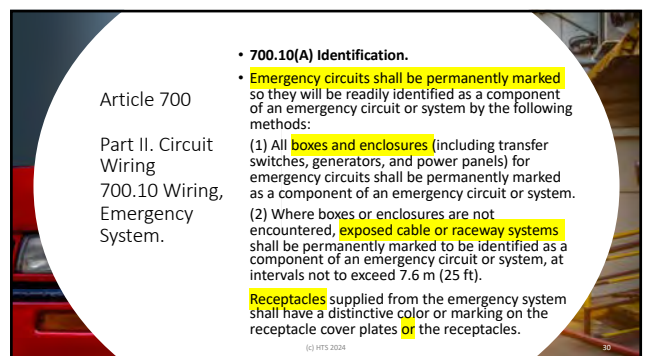 Article 700
Part II. Circuit
Wiring
700.10 Wiring,
Emergency
System.
• 700.10(A) Identification.
• Emergency circuits shall be permanently marked
so they will be readily identified as a component
of an emergency circuit or system by the following
methods:
(1) All boxes and enclosures (including transfer
switches, generators, and power panels) for
emergency circuits shall be permanently marked
as a component of an emergency circuit or system.
(2) Where boxes or enclosures are not
encountered, exposed cable or raceway systems
shall be permanently marked to be identified as a
component of an emergency circuit or system, at
intervals not to exceed 7.6 m (25 ft).
Receptacles supplied from the emergency system
shall have a distinctive color or marking on the
receptacle cover plates or the receptacles.
(c) HTS 2024
30